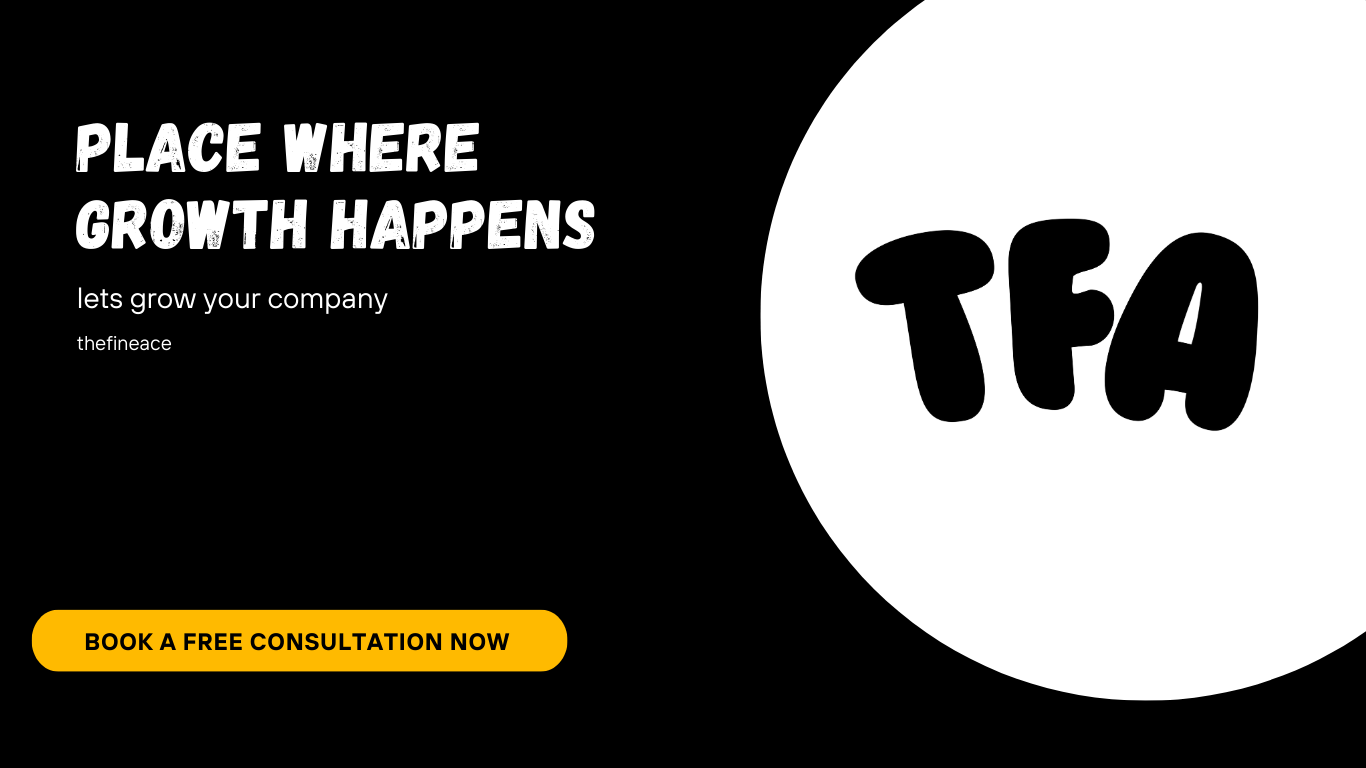 PLACE WHERE
GROWTH HAPPENS
lets grow your company
thefineace
TFA
BOOK A FREE CONSULTATION NOW